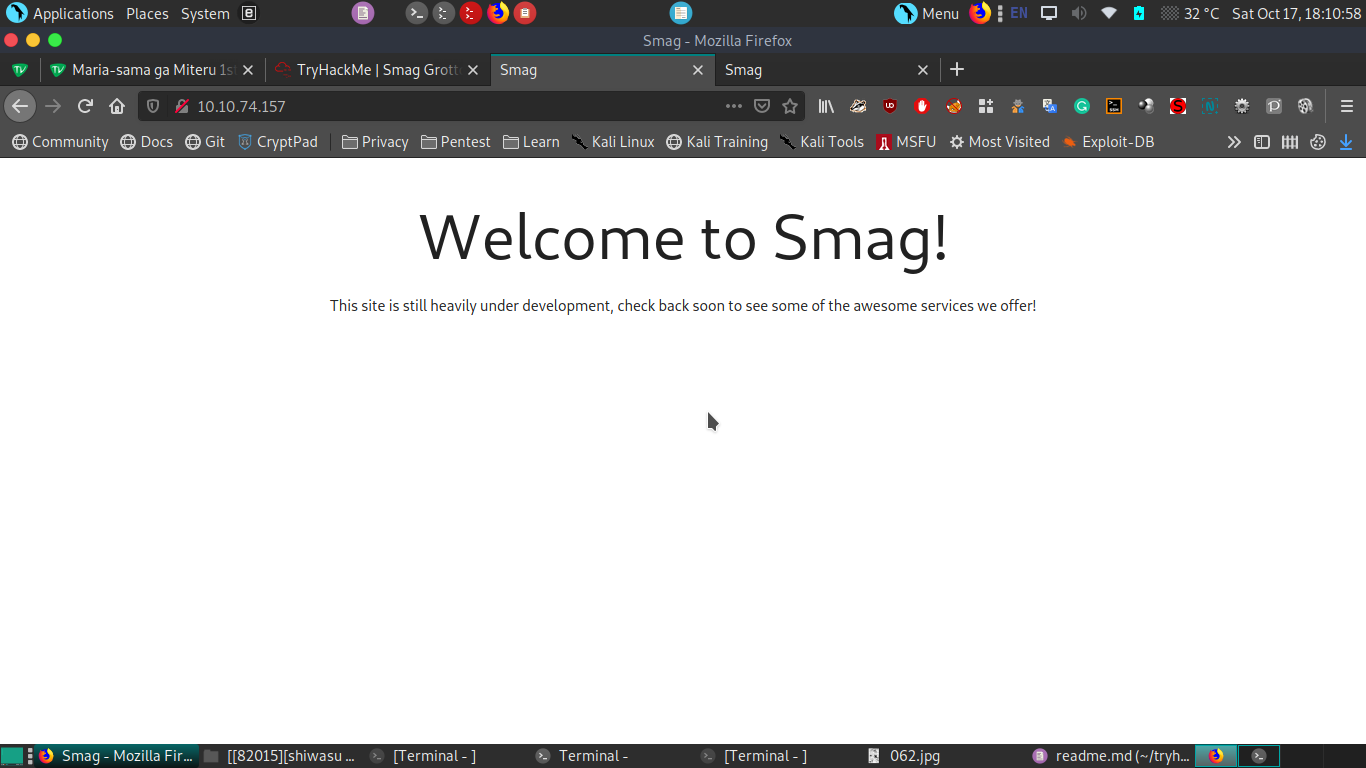 Applications Places System
Menu EN 32 °C Sat Oct 17, 18:10:58
Smag - Mozilla Firefox
Maria-sama ga Miteru 1s
TryHackMe | Smag Grott
Smag
Smag
10.10.74.157
Community Docs Git CryptPad Privacy Pentest Learn Kali Linux Kali Training Kali Tools MSFU Most Visited Exploit-DB
Welcome to Smag!
This site is still heavily under development, check back soon to see some of the awesome services we offer!
Smag - Mozilla Fir... [[82015][shiwasu ... [Terminal - ] Terminal - [Terminal - ] 062.jpg readme.md (~/tryh...